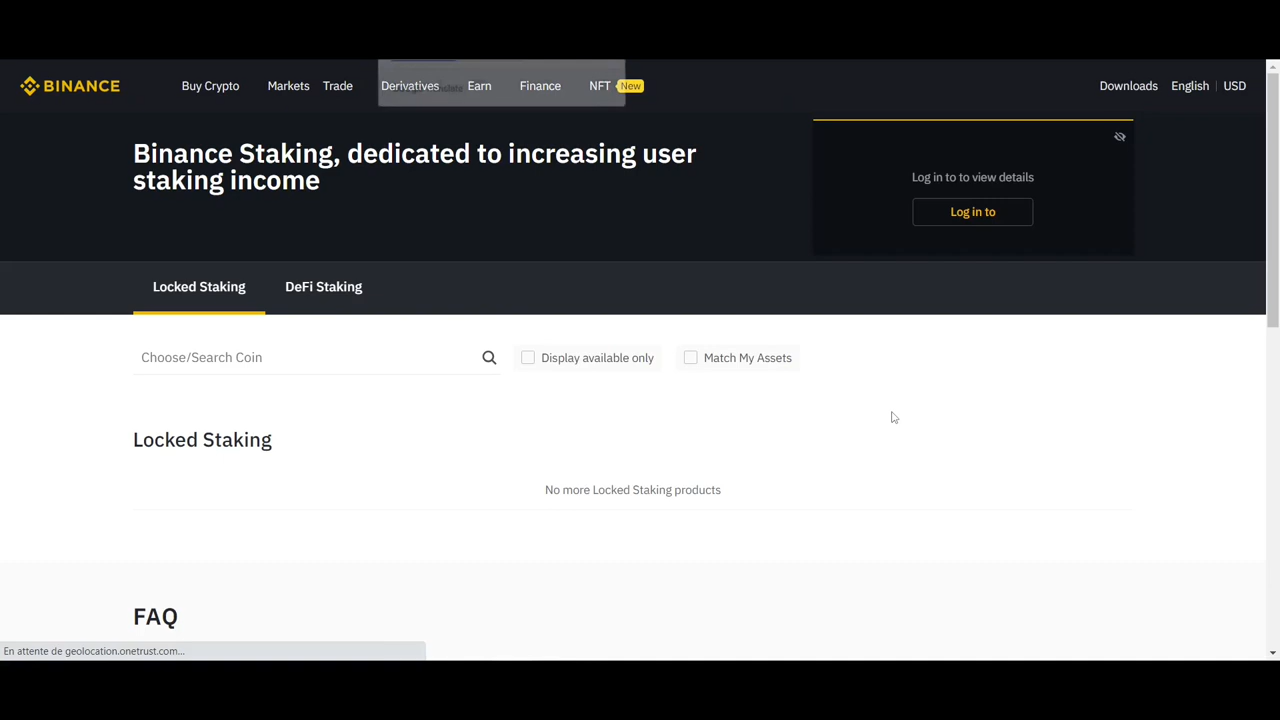 BINANCE
Buy Crypto Markets Trade Derivatives Earn Finance NFT New Downloads English USD
Binance Staking, dedicated to increasing user
staking income
Log in to to view details
Log in to
Locked Staking DeFi Staking
Choose/Search Coin Display available only Match My Assets
Locked Staking
No more Locked Staking products
FAQ
En attente de geolocation.onetrust.com...